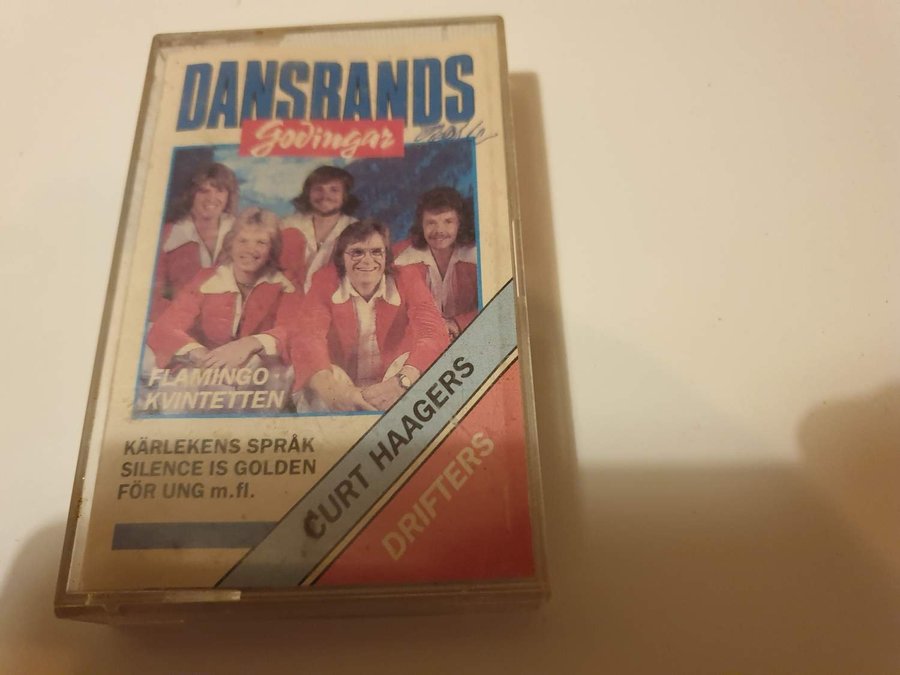 DANSBANDS
Godingar
FLAMINGO
KVINTETTEN
KÄRLEKENS SPRÅK
SILENCE IS GOLDEN
FÖR UNG m.fl.
CURT HAAGERS
DRIFTERS